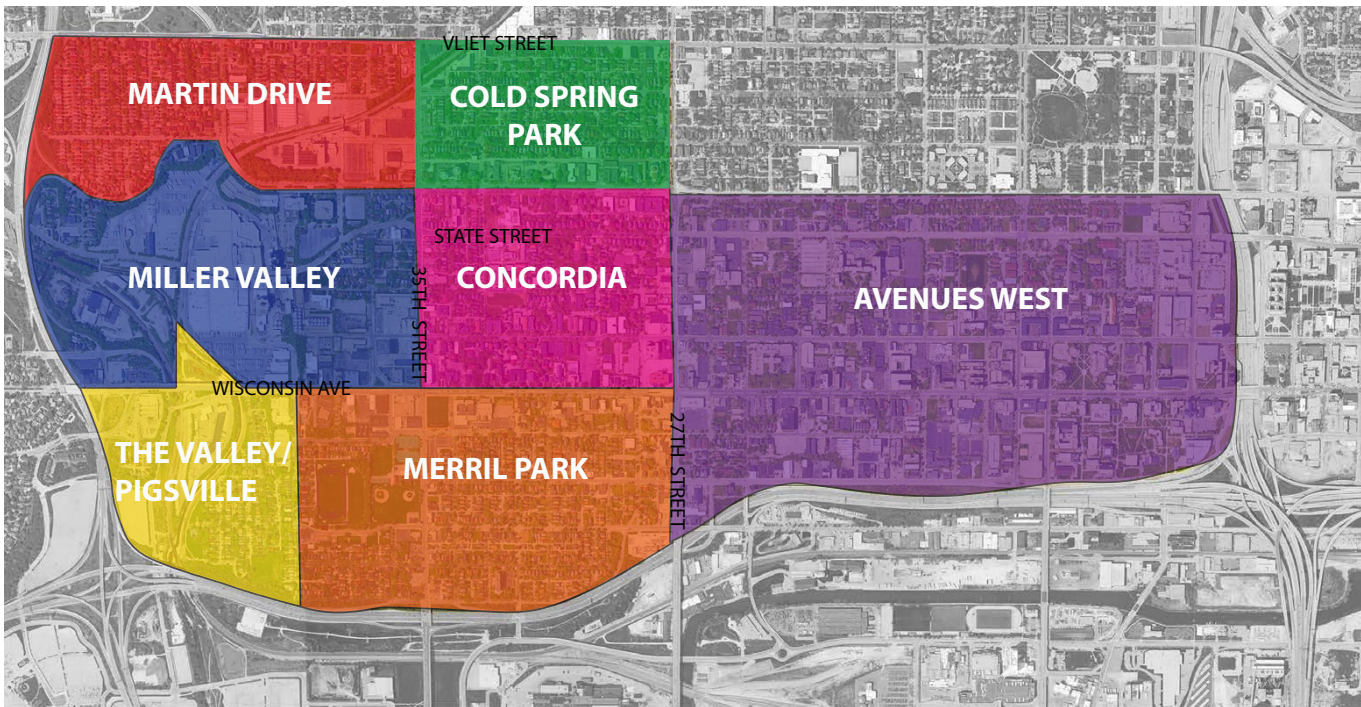 VLIET STREET
MARTIN DRIVE
COLD SPRING
PARK
STATE STREET
MILLER VALLEY
35TH STREET
CONCORDIA
AVENUES WEST
WISCONSIN AVE
THE VALLEY/
PIGSVILLE
MERRIL PARK
27TH STREET